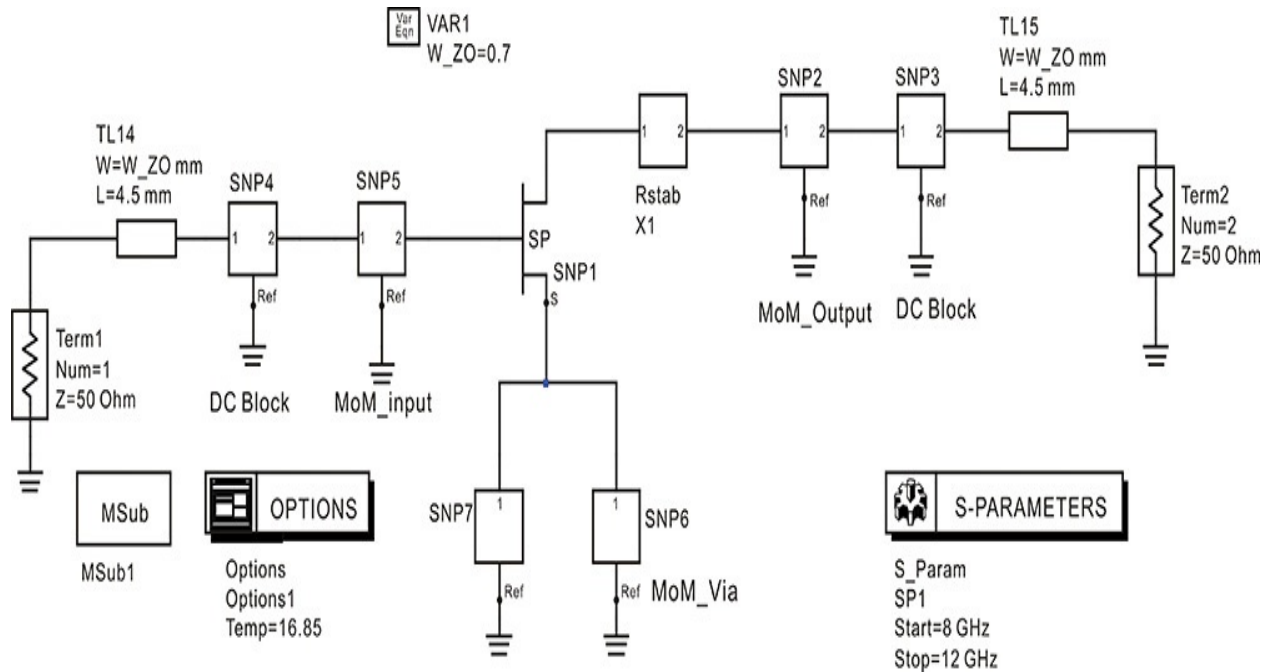 Var
Eqn
VAR1
W_ZO=0.7
TL15
W=W_ZO mm
L=4.5 mm
SNP2
SNP3
1
2
1
2
1
2
Rstab
X1
Ref
Ref
MoM_Output
DC Block
Term2
Num=2
Z=50 Ohm
TL14
W=W_ZO mm
L=4.5 mm
SNP4
SNP5
1
2
1
2
SP
SNP1
S
Ref
Ref
DC Block
MoM_input
Term1
Num=1
Z=50 Ohm
SNP7
1
Ref
1
SNP6
Ref
MoM_Via
MSub
MSub1
OPTIONS
Options
Options1
Temp=16.85
S-PARAMETERS
S_Param
SP1
Start=8 GHz
Stop=12 GHz